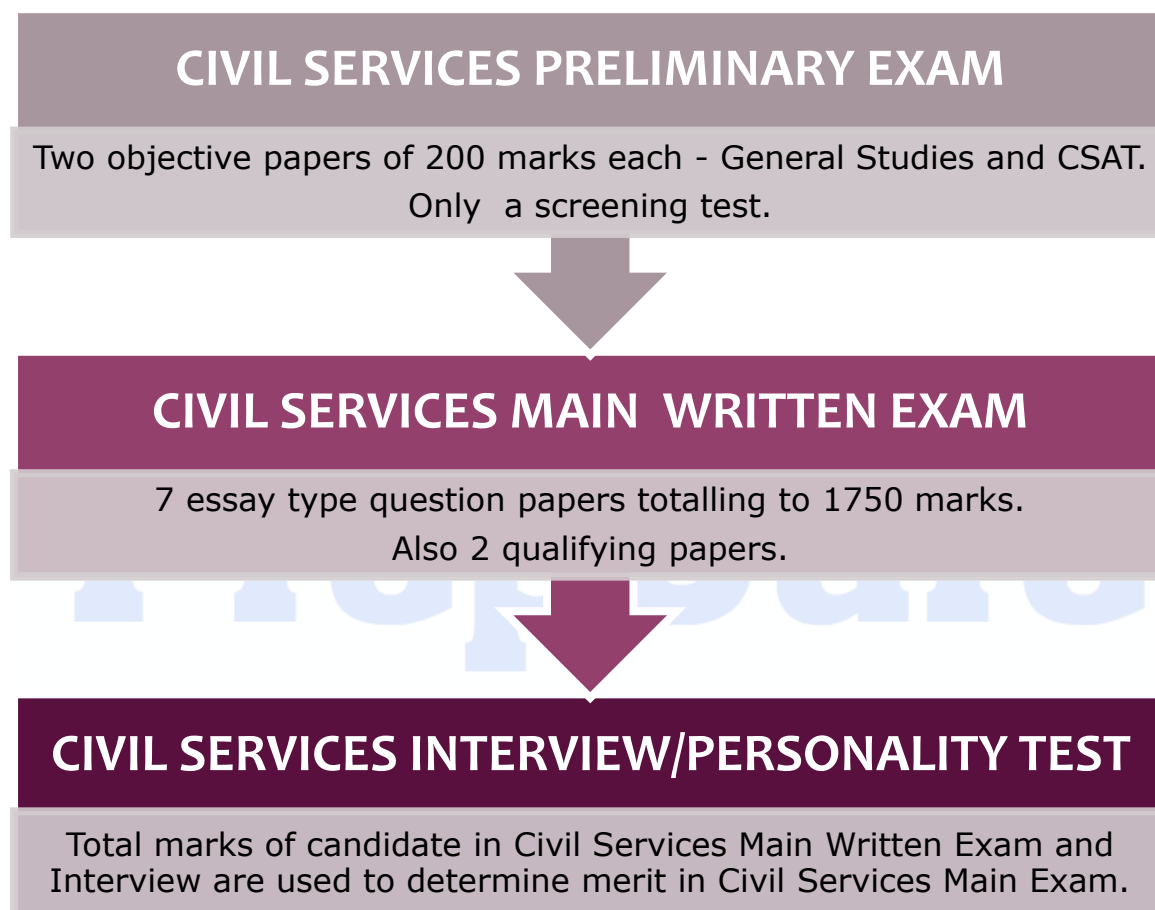 CIVIL SERVICES PRELIMINARY EXAM
Two objective papers of 200 marks each - General Studies and CSAT.
Only a screening test.
CIVIL SERVICES MAIN WRITTEN EXAM
7 essay type question papers totalling to 1750 marks.
Also 2 qualifying papers.
CIVIL SERVICES INTERVIEW/PERSONALITY TEST
Total marks of candidate in Civil Services Main Written Exam and
Interview are used to determine merit in Civil Services Main Exam.